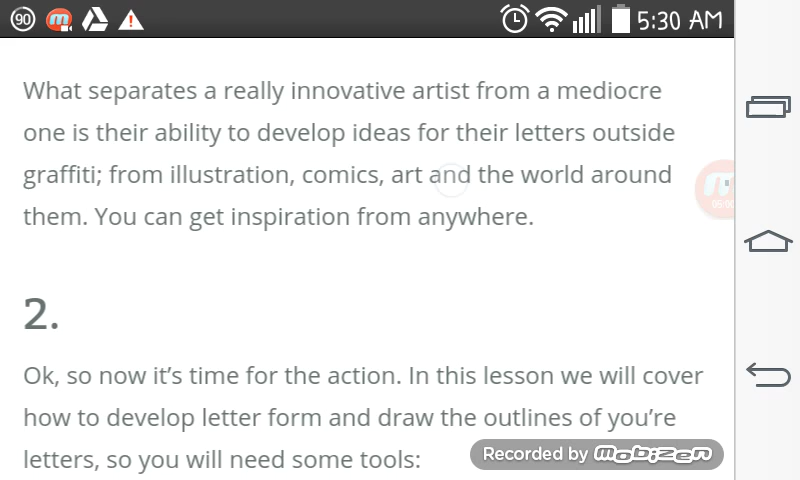 90
5:30 AM
What separates a really innovative artist from a mediocre
one is their ability to develop ideas for their letters outside
graffiti; from illustration, comics, art and the world around
them. You can get inspiration from anywhere.
2.
Ok, so now it's time for the action. In this lesson we will cover
how to develop letter form and draw the outlines of you're
letters, so you will need some tools:
Recorded by mobizen